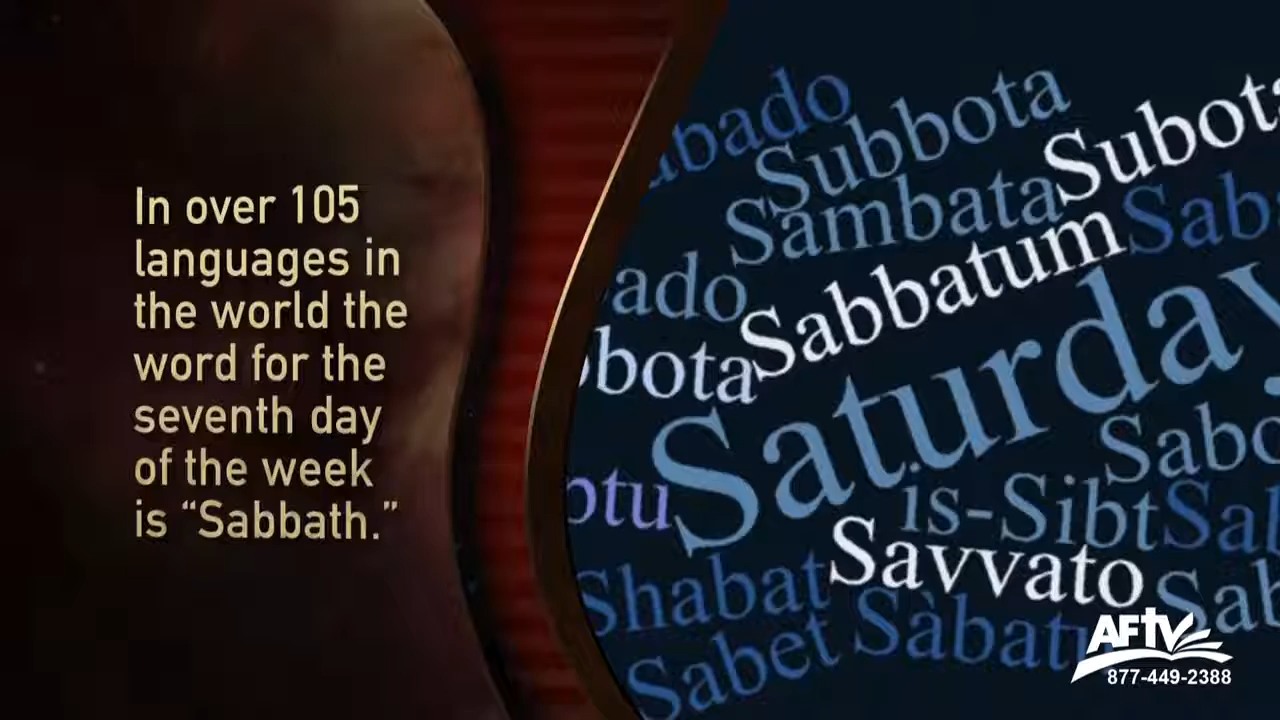 In over 105
languages in
the world the
word for the
seventh day
of the week
is “Sabbath.”
Subbota
Subota
Sambata
Sabbatum
Saturday
is-Sibt
Savvato
Shabat
Sabet
AFTV
877-449-2388